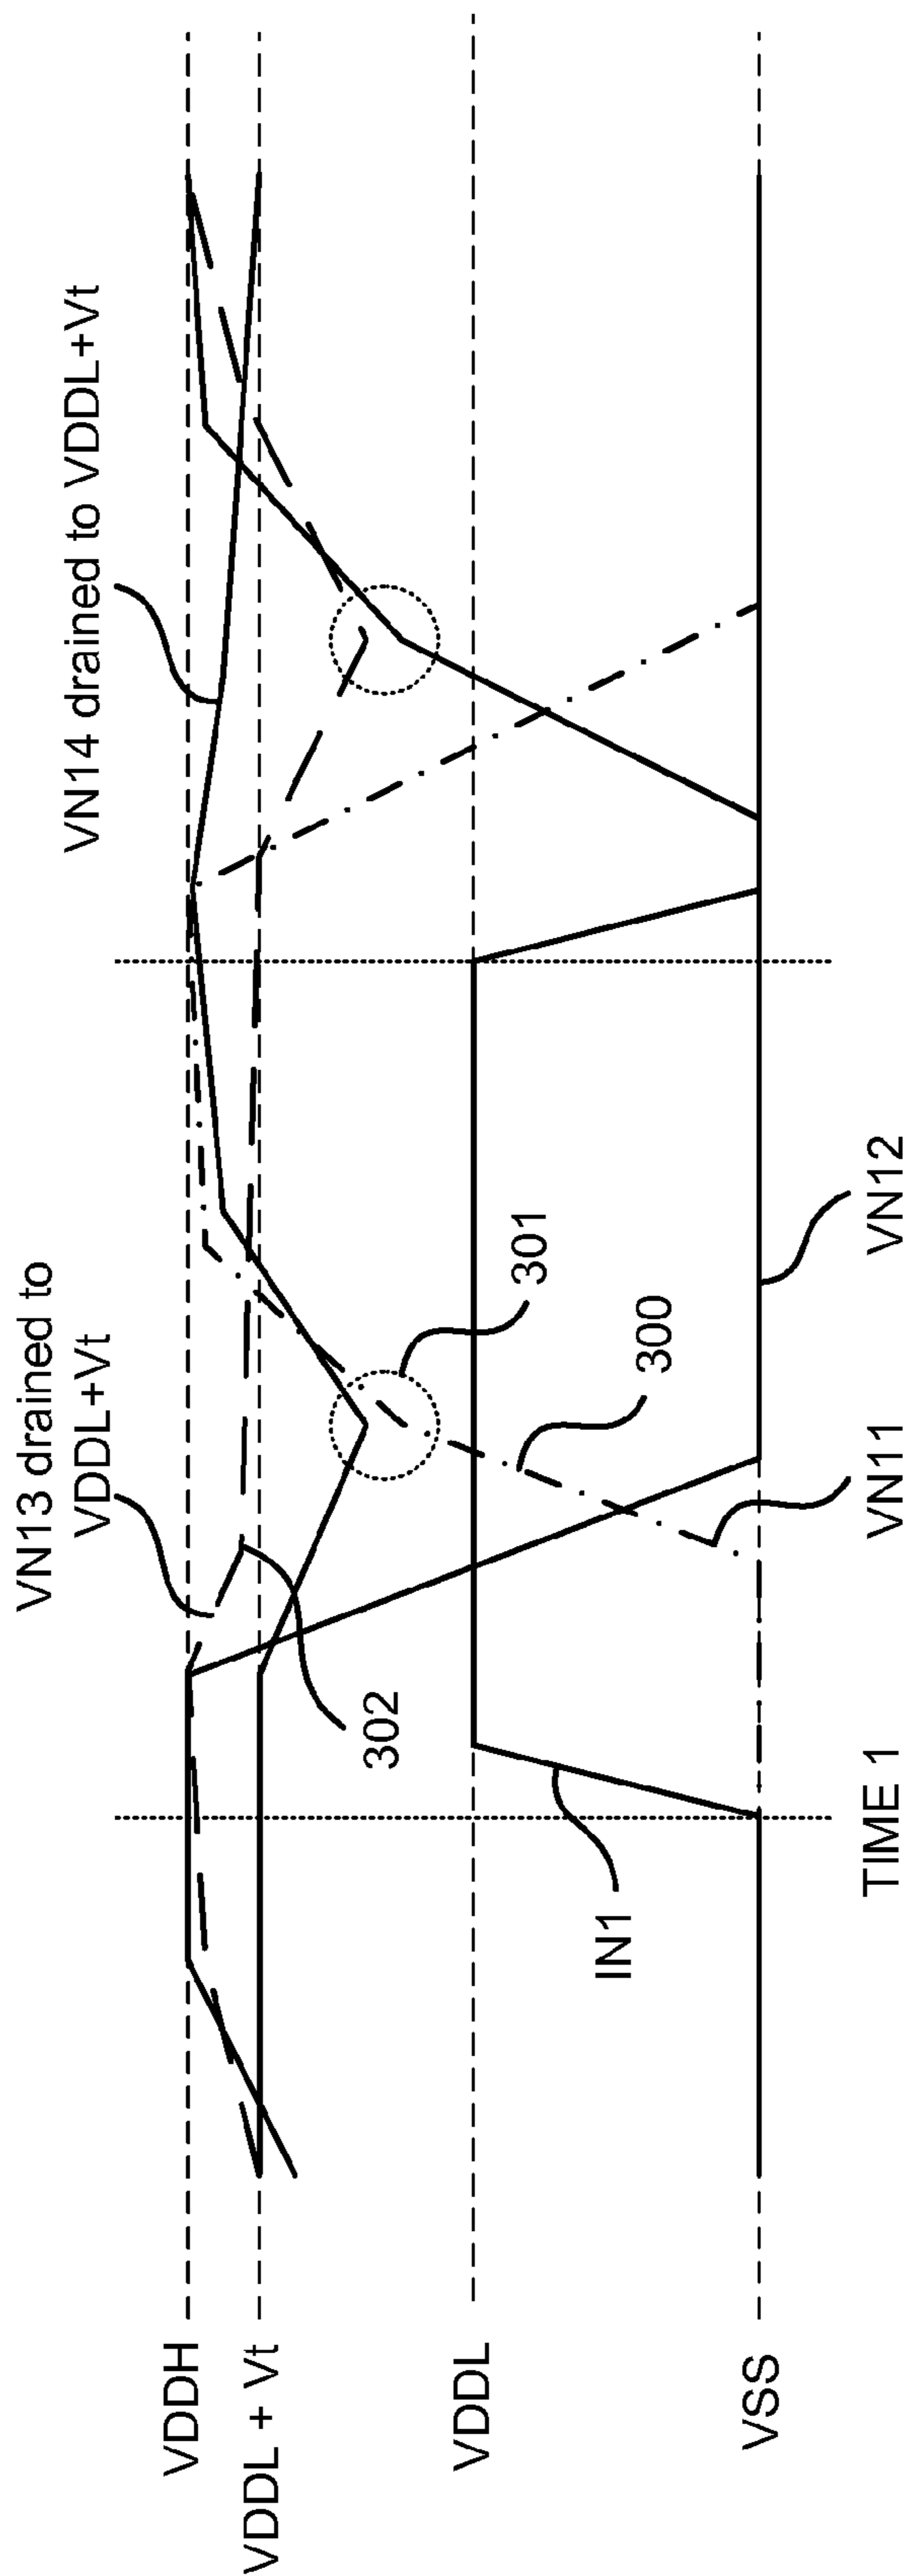 VN13 drained to
VDDL+Vt
VN14 drained to VDDL+Vt
VDDH
VDDL + Vt
VDDL
VSS
302
301
300
IN1
TIME 1
VN11
VN12